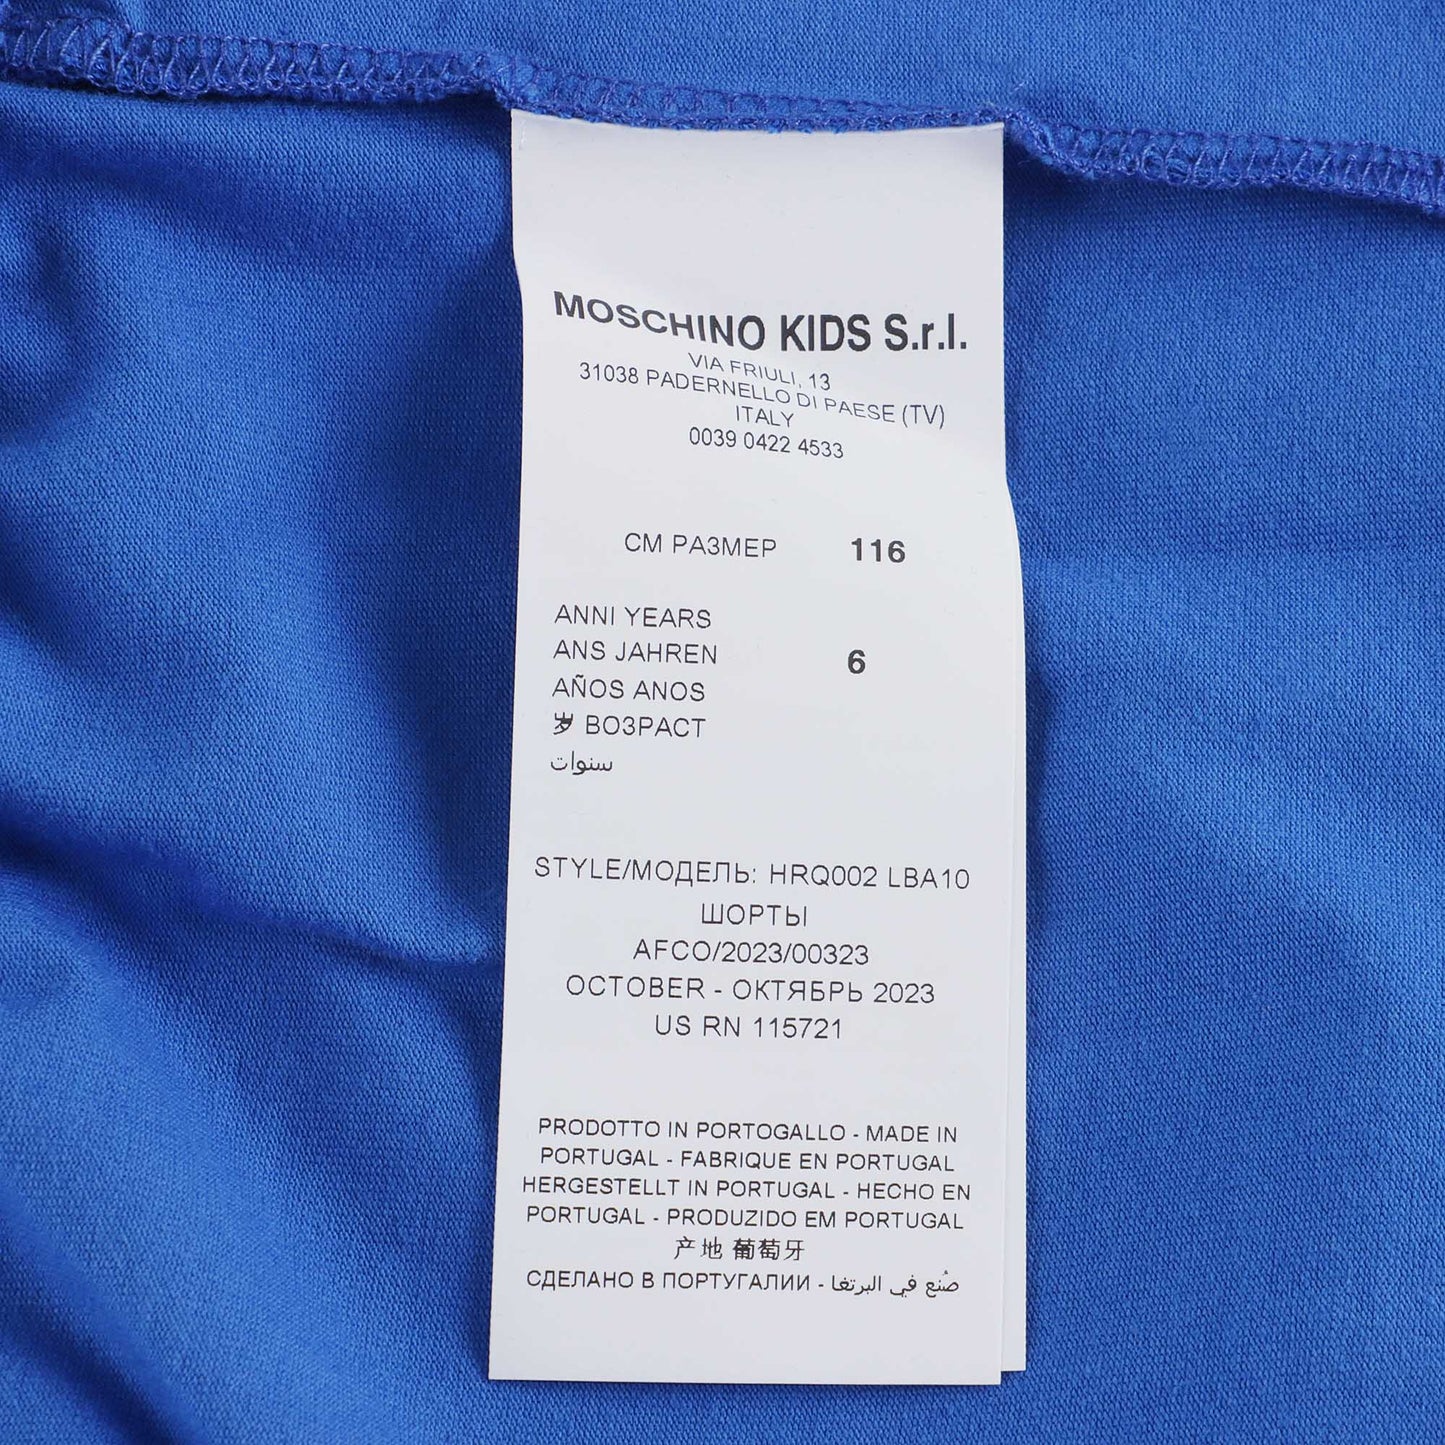 MOSCHINO KIDS S.r.l.
VIA FRIULI, 13
31038 PADERNELLO DI PAESE (TV)
ITALY
0039 0422 4533
СМ РАЗМЕР 116
ANNI YEARS
ANS JAHREN 6
AÑOS ANOS
岁 ВОЗРАСТ
سنوات
STYLE/МОДЕЛЬ: HRQ002 LBA10
ШОРТЫ
AFCO/2023/00323
OCTOBER - ОКТЯБРЬ 2023
US RN 115721
PRODOTTO IN PORTOGALLO - MADE IN
PORTUGAL - FABRIQUE EN PORTUGAL
HERGESTELLT IN PORTUGAL - HECHO EN
PORTUGAL - PRODUZIDO EM PORTUGAL
产地 葡萄牙
СДЕЛАНО В ПОРТУГАЛИИ - صُنع في البرتغا